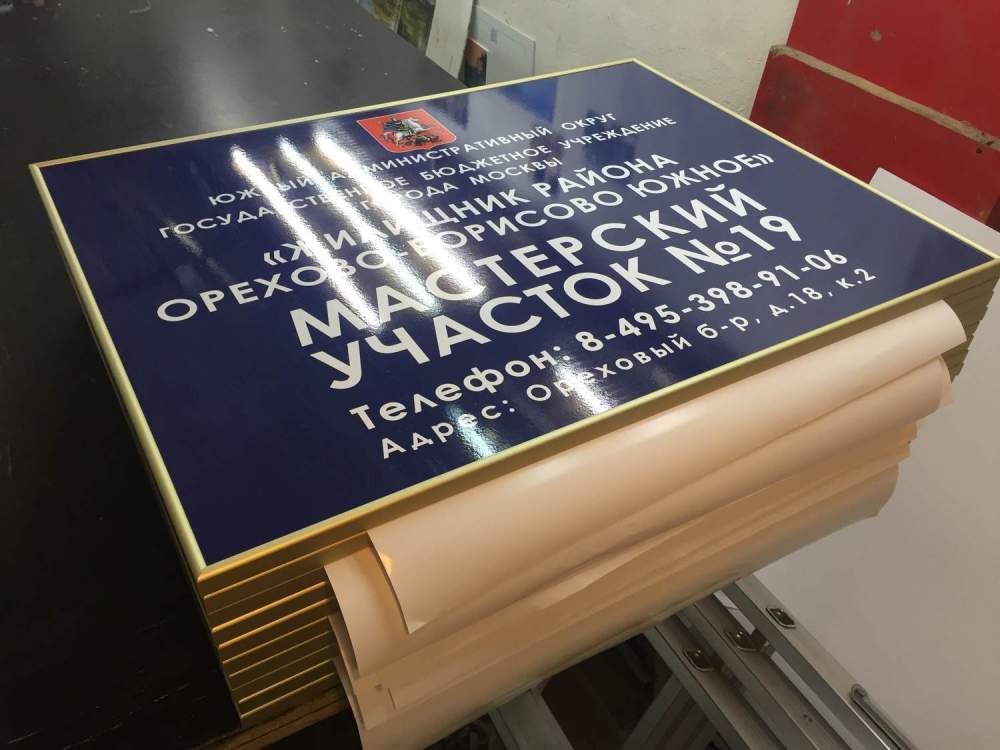 ЮЖНЫЙ АДМИНИСТРАТИВНЫЙ ОКРУГ
ГОСУДАРСТВЕННОЕ БЮДЖЕТНОЕ УЧРЕЖДЕНИЕ
ГОРОДА МОСКВЫ
«ЖИЛИЩНИК РАЙОНА
ОРЕХОВО-БОРИСОВО ЮЖНОЕ»
МАСТЕРСКИЙ
УЧАСТОК №19
Телефон: 8-495-398-91-06
Адрес: Ореховый б-р, д.18, к.2